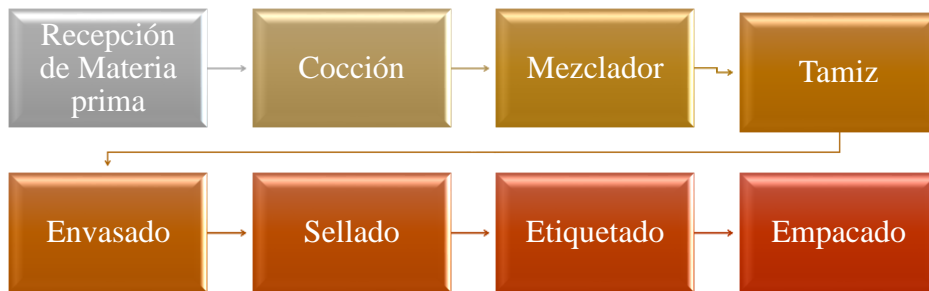 Recepción
de Materia
prima
Cocción
Mezclador
Tamiz
Envasado
Sellado
Etiquetado
Empacado